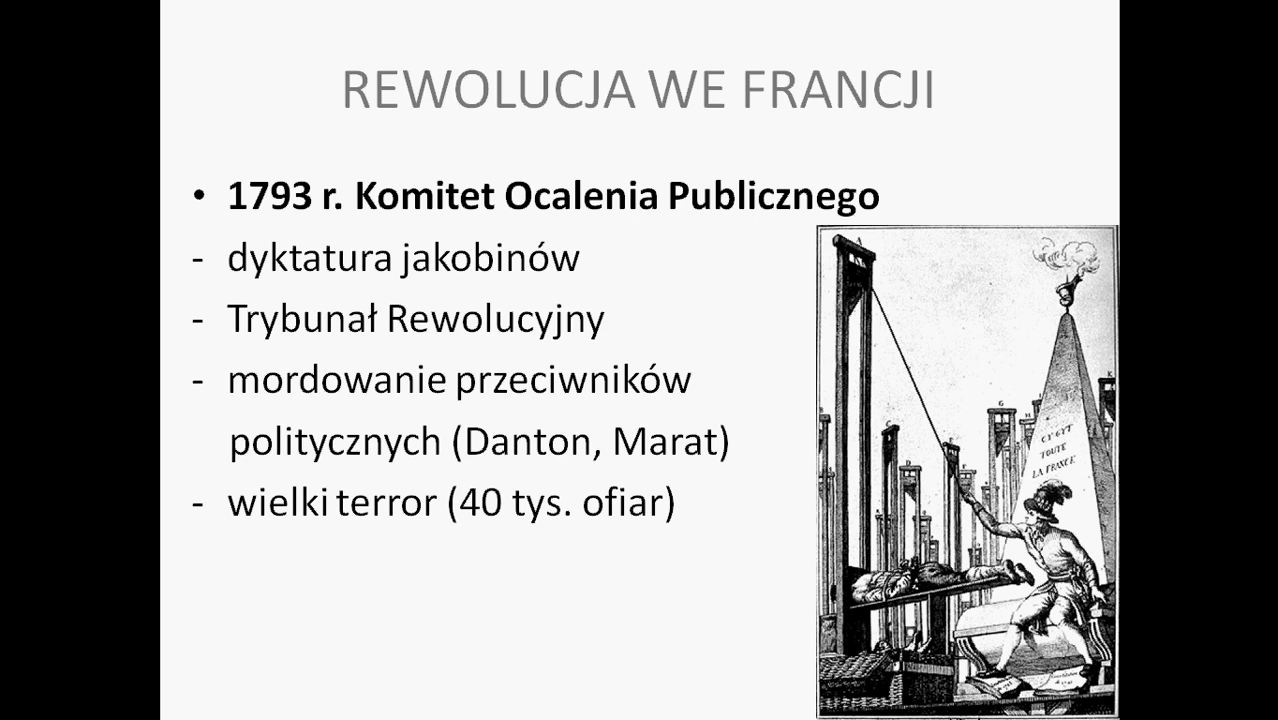 REWOLUCJA WE FRANCJI
• 1793 r. Komitet Ocalenia Publicznego
- dyktatura jakobinów
- Trybunał Rewolucyjny
- mordowanie przeciwników
politycznych (Danton, Marat)
- wielki terror (40 tys. ofiar)
CY GYT
TOUTE
LA FRANCE